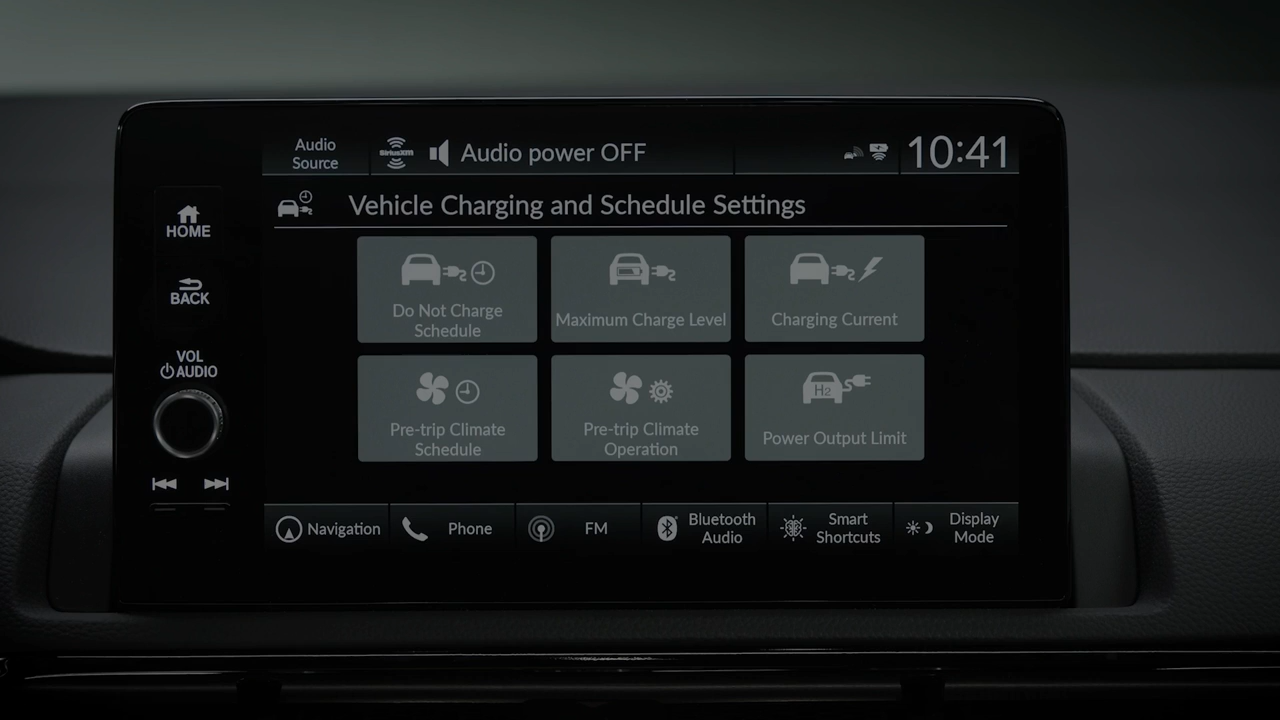 Audio
Source
SiriusXM
Audio power OFF
10:41
Vehicle Charging and Schedule Settings
HOME
BACK
VOL
AUDIO
Do Not Charge
Schedule
Maximum Charge Level
Charging Current
Pre-trip Climate
Schedule
Pre-trip Climate
Operation
H2
Power Output Limit
Navigation
Phone
FM
Bluetooth
Audio
Smart
Shortcuts
Display
Mode